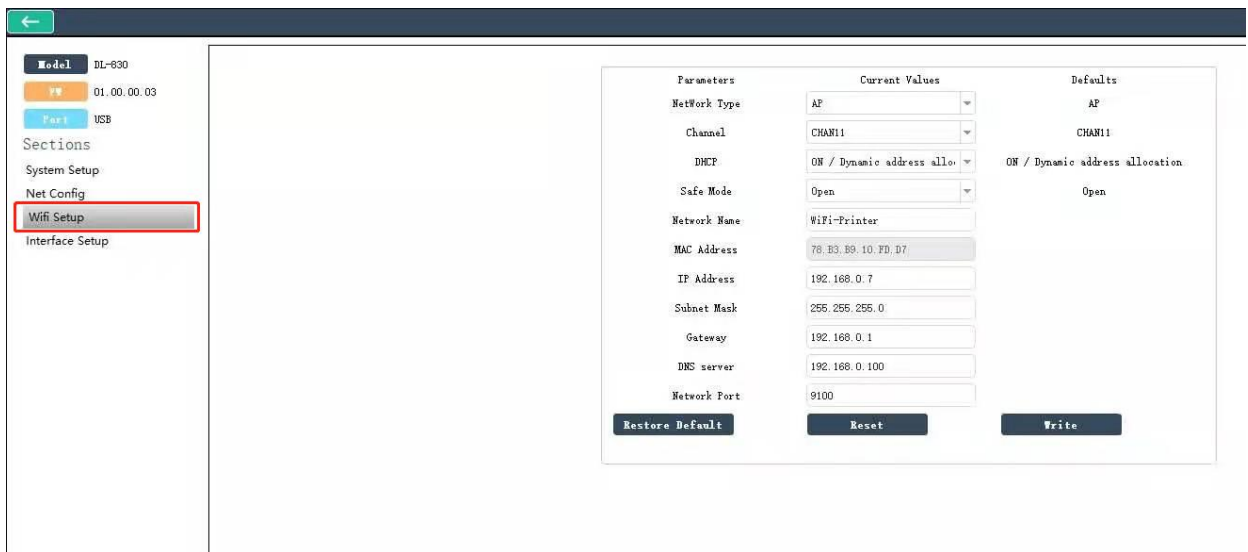 Model DL-830
FW 01.00.00.03
Port USB
Sections
System Setup
Net Config
Wifi Setup
Interface Setup
Parameters Current Values Defaults
NetWork Type AP AP
Channel CHAN11 CHAN11
DHCP ON / Dynamic address allo ON / Dynamic address allocation
Safe Mode Open Open
Network Name WiFi-Printer
MAC Address 78.B3.B9.10.FD.D7
IP Address 192.168.0.7
Subnet Mask 255.255.255.0
Gateway 192.168.0.1
DNS server 192.168.0.100
Network Port 9100
Restore Default Reset Write